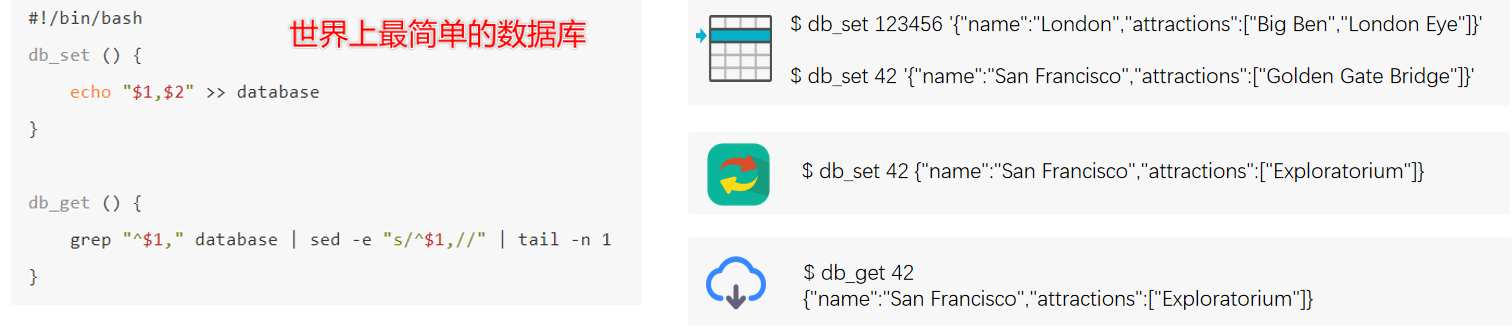 #!/bin/bash
世界上最简单的数据库
db_set () {
echo "$1,$2" >> database
}
db_get () {
grep "^$1," database | sed -e "s/^$1,//" | tail -n 1
}
$ db_set 123456 '{"name":"London","attractions":["Big Ben","London Eye"]}'
$ db_set 42 '{"name":"San Francisco","attractions":["Golden Gate Bridge"]}'
$ db_set 42 {"name":"San Francisco","attractions":["Exploratorium"]}
$ db_get 42
{"name":"San Francisco","attractions":["Exploratorium"]}